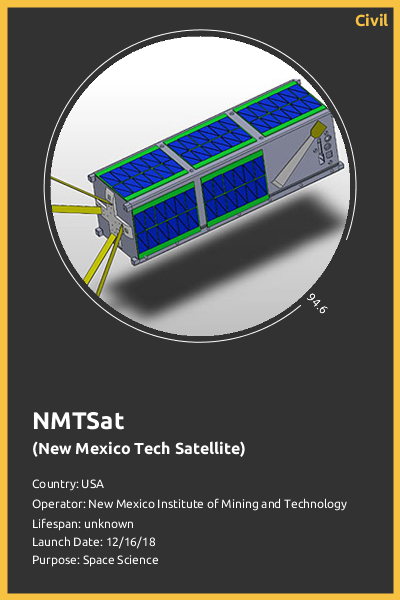 Civil
94.6
NMTSat
(New Mexico Tech Satellite)
Country: USA
Operator: New Mexico Institute of Mining and Technology
Lifespan: unknown
Launch Date: 12/16/18
Purpose: Space Science